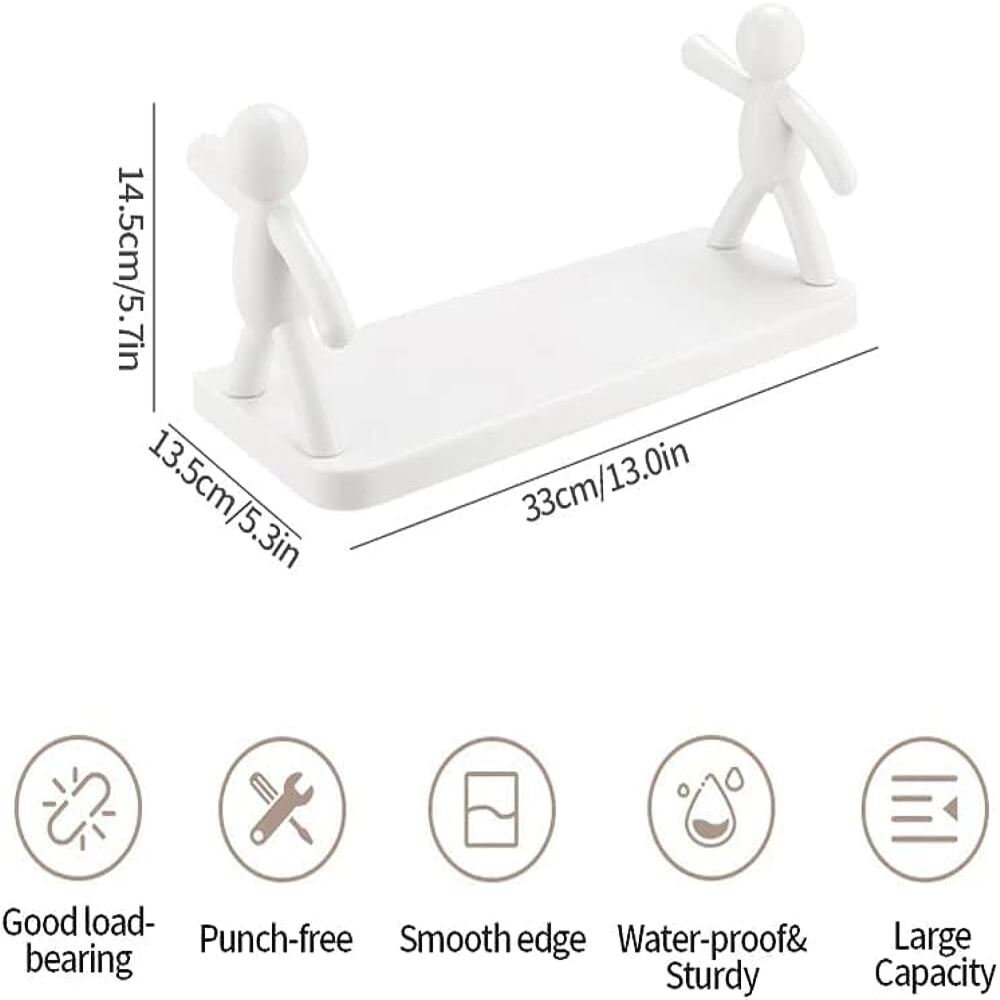 14.5cm/5.7in
13.5cm/5.3in
33cm/13.0in
Good load-
bearing
Punch-free
Smooth edge
Water-proof&
Sturdy
Large
Capacity